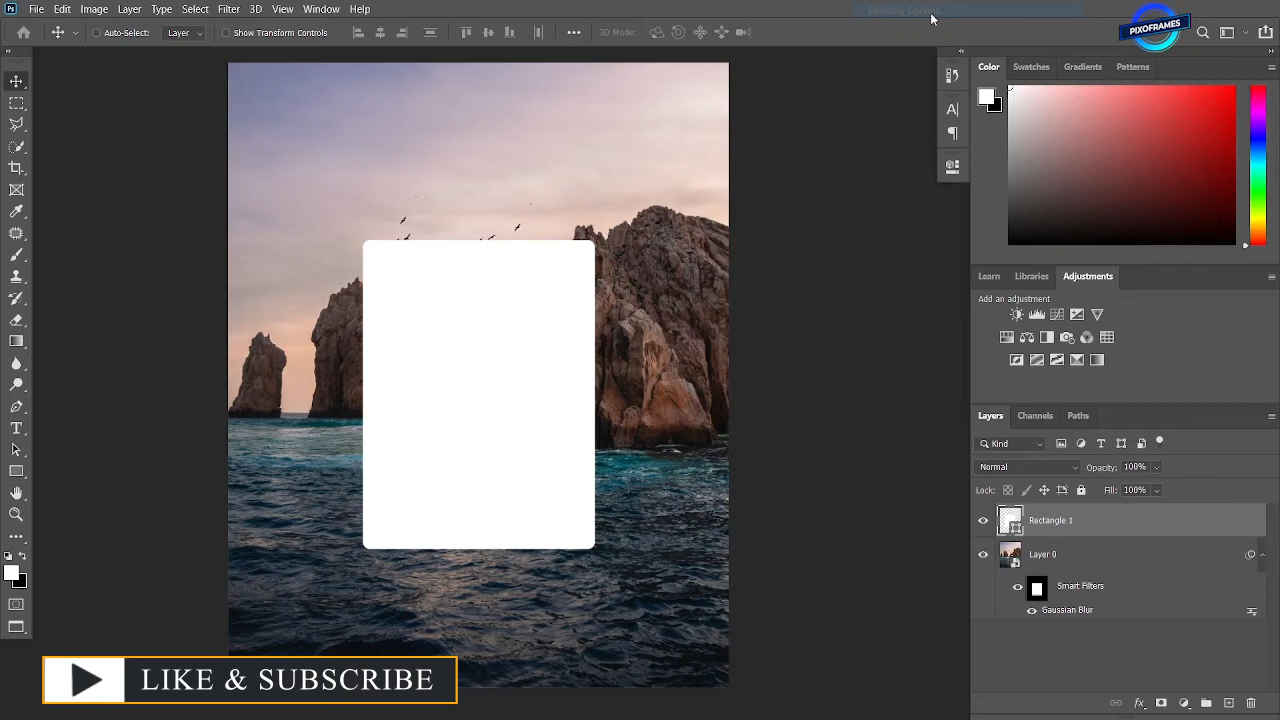 Ps File Edit Image Layer Type Select Filter 3D View Window Help
Blending Options...
PIXOFRAMES
Auto-Select: Layer Show Transform Controls 3D Mode:
Color Swatches Gradients Patterns
Learn Libraries Adjustments
Add an adjustment
Layers Channels Paths
Kind
Normal Opacity: 100%
Lock: Fill: 100%
Rectangle 1
Layer 0
Smart Filters
Gaussian Blur
fx
LIKE & SUBSCRIBE